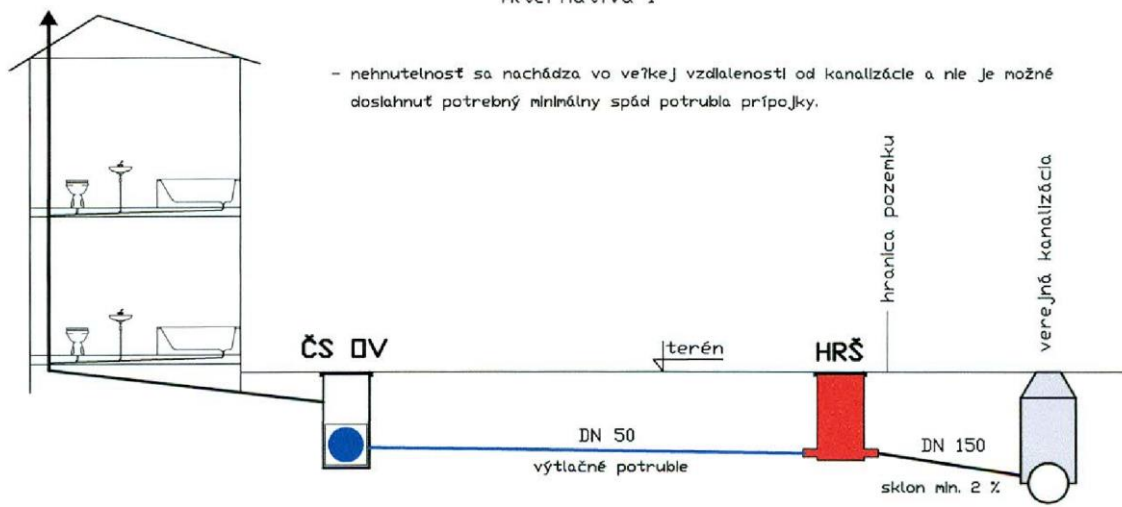 - nehnutelnosť sa nachádza vo veľkej vzdialenosti od kanalizácie a nie je možné
dosiahnuť potrebný minimálny spád potrubia prípojky.
hranica pozemku
verejná kanalizácia
ČS OV
terén
HRŠ
DN 50
výtlačné potrubie
DN 150
sklon min. 2 %